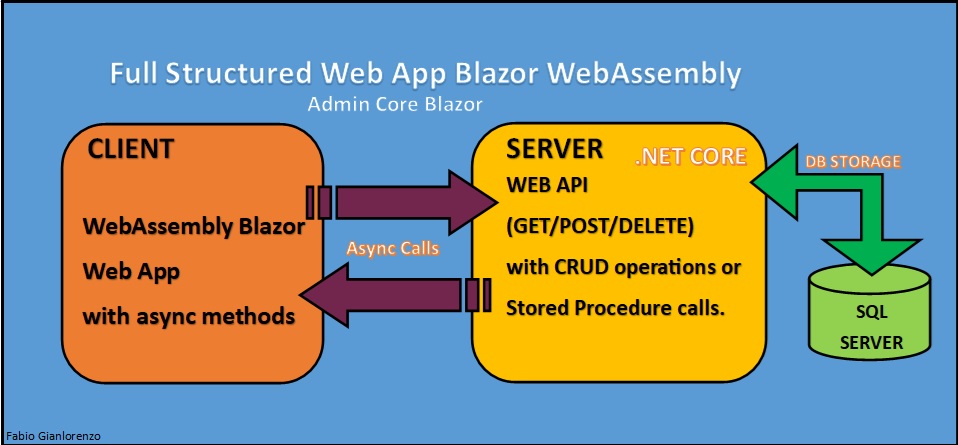 Full Structured Web App Blazor WebAssembly
Admin Core Blazor
CLIENT
WebAssembly Blazor
Web App
with async methods
Async Calls
SERVER
.NET CORE
WEB API
(GET/POST/DELETE)
with CRUD operations or
Stored Procedure calls.
DB STORAGE
SQL
SERVER
Fabio Gianlorenzo